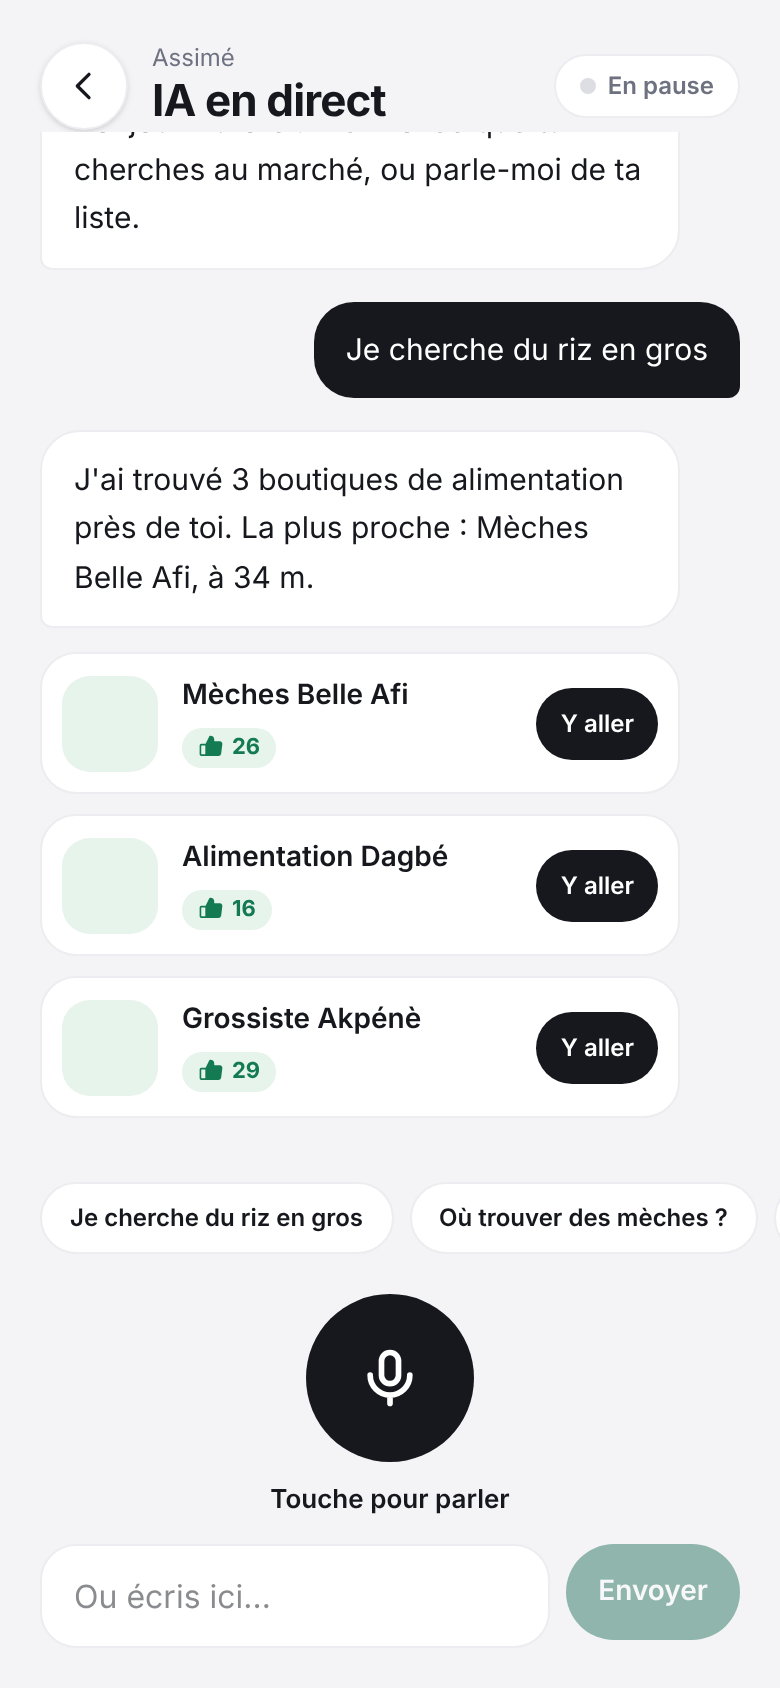 Assimé
IA en direct
En pause
cherches au marché, ou parle-moi de ta
liste.
Je cherche du riz en gros
J'ai trouvé 3 boutiques de alimentation
près de toi. La plus proche : Mèches
Belle Afi, à 34 m.
Mèches Belle Afi
26
Y aller
Alimentation Dagbé
16
Y aller
Grossiste Akpénè
29
Y aller
Je cherche du riz en gros
Où trouver des mèches ?
Touche pour parler
Ou écris ici...
Envoyer